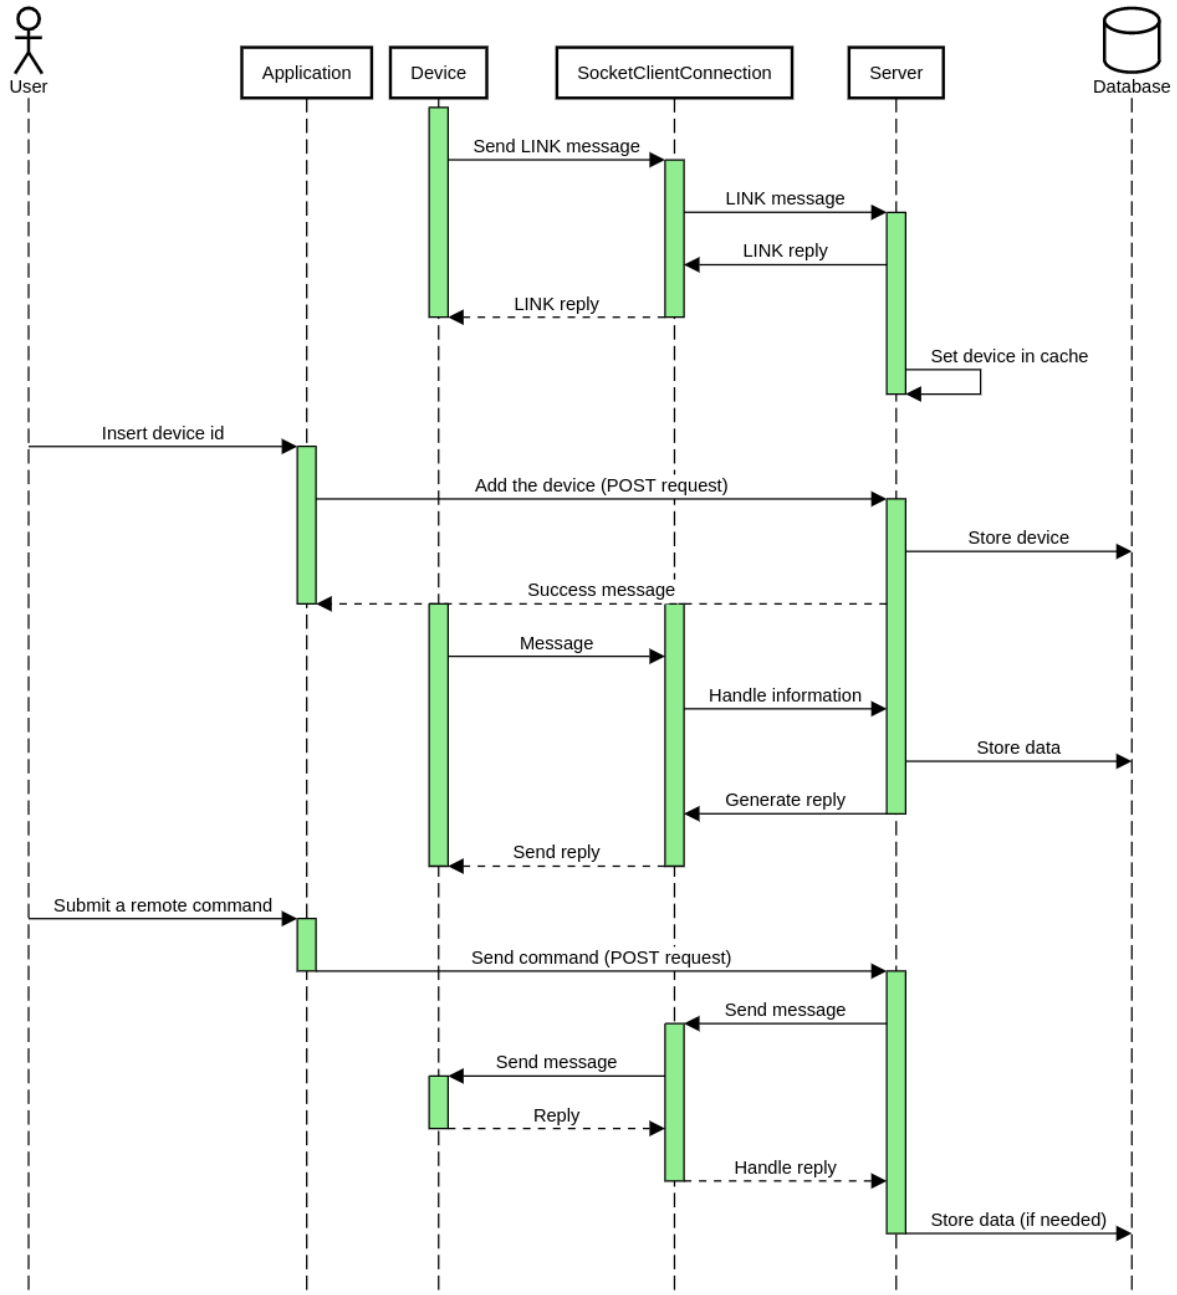 User
Application
Device
SocketClientConnection
Server
Database
Send LINK message
LINK message
LINK reply
LINK reply
Set device in cache
Insert device id
Add the device (POST request)
Store device
Success message
Message
Handle information
Store data
Generate reply
Send reply
Submit a remote command
Send command (POST request)
Send message
Send message
Reply
Handle reply
Store data (if needed)